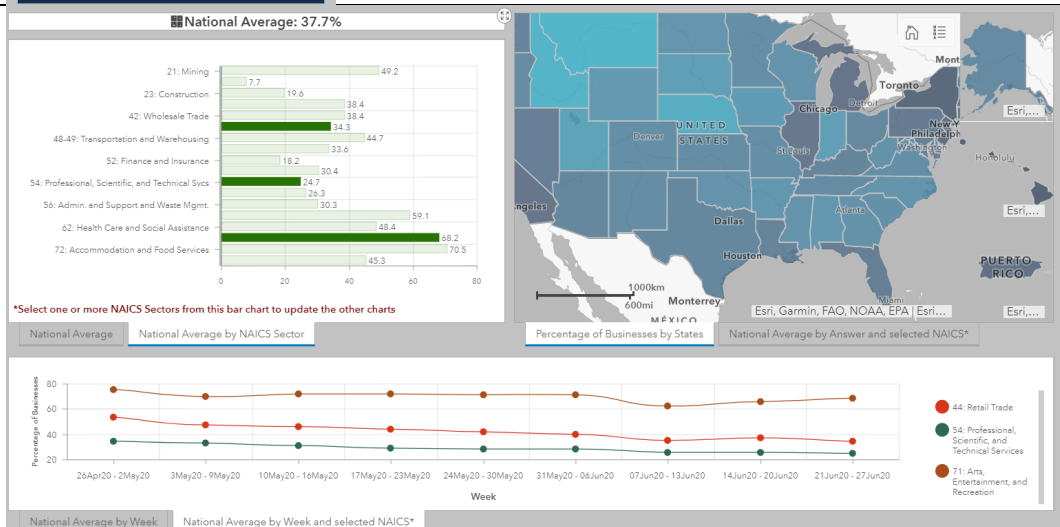 National Average: 37.7%
21: Mining
49.2
7.7
23: Construction
19.6
38.4
42: Wholesale Trade
38.4
34.3
48-49: Transportation and Warehousing
44.7
33.6
52: Finance and Insurance
18.2
30.4
54: Professional, Scientific, and Technical Svcs
24.7
26.3
56: Admin. and Support and Waste Mgmt.
30.3
59.1
62: Health Care and Social Assistance
48.4
68.2
72: Accommodation and Food Services
70.5
45.3
0 20 40 60 80
*Select one or more NAICS Sectors from this bar chart to update the other charts
National Average
National Average by NAICS Sector
Mont
Toronto
Chicago
Detroit
Esri,...
UNITED
STATES
New Y
Philadelph
Denver
St Louis
Washington
Honolulu
ngeles
Atlanta
Esri,...
Dallas
Houston
PUERTO
RICO
1000km
600mi
Monterrey
Miami
MÉXICO
Esri, Garmin, FAO, NOAA, EPA | Esri...
Esri,...
Percentage of Businesses by States
National Average by Answer and selected NAICS*
Percentage of Businesses
80
60
40
20
26Apr20 - 2May20
3May20 - 9May20
10May20 - 16May20
17May20 - 23May20
24May20 - 30May20
31May20 - 06Jun20
07Jun20 - 13Jun20
14Jun20 - 20Jun20
21Jun20 - 27Jun20
Week
44: Retail Trade
54: Professional,
Scientific, and
Technical Services
71: Arts,
Entertainment, and
Recreation
National Average by Week
National Average by Week and selected NAICS*